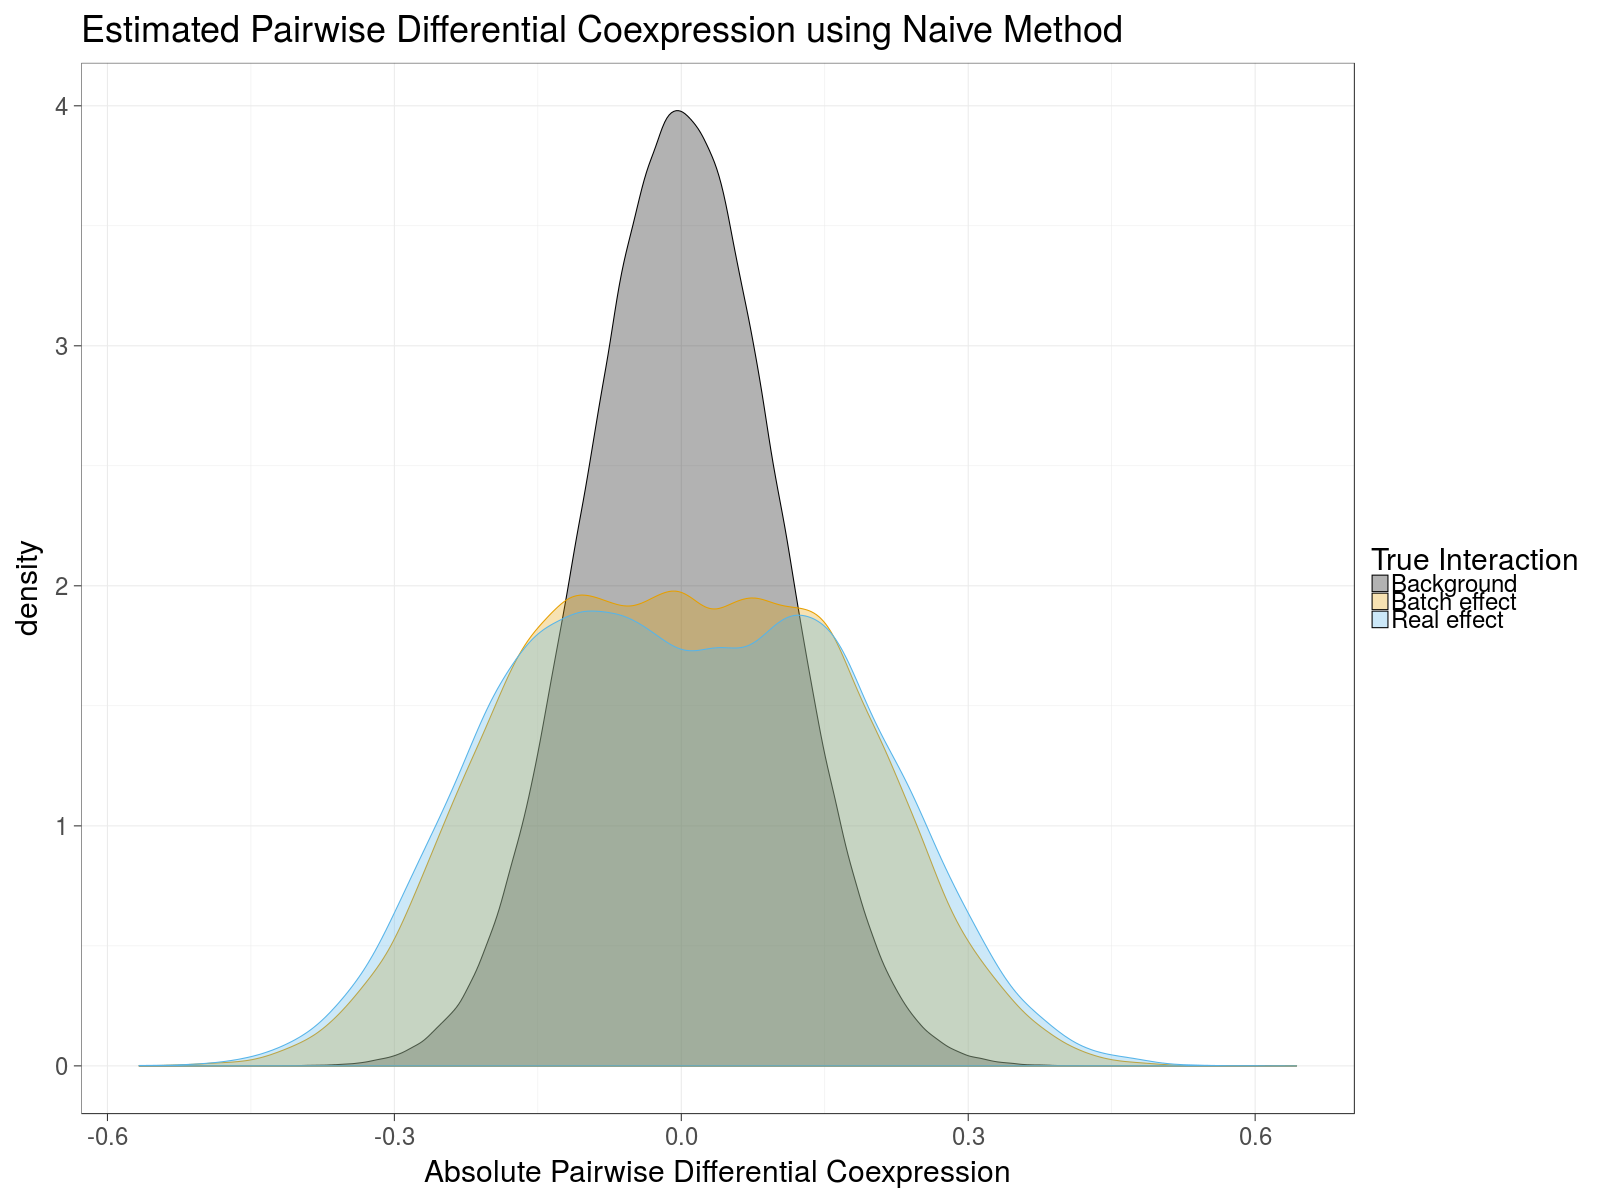 Estimated Pairwise Differential Coexpression using Naive Method
4
3
2
1
0
density
-0.6
-0.3
0.0
0.3
0.6
Absolute Pairwise Differential Coexpression
True Interaction
Background
Batch effect
Real effect